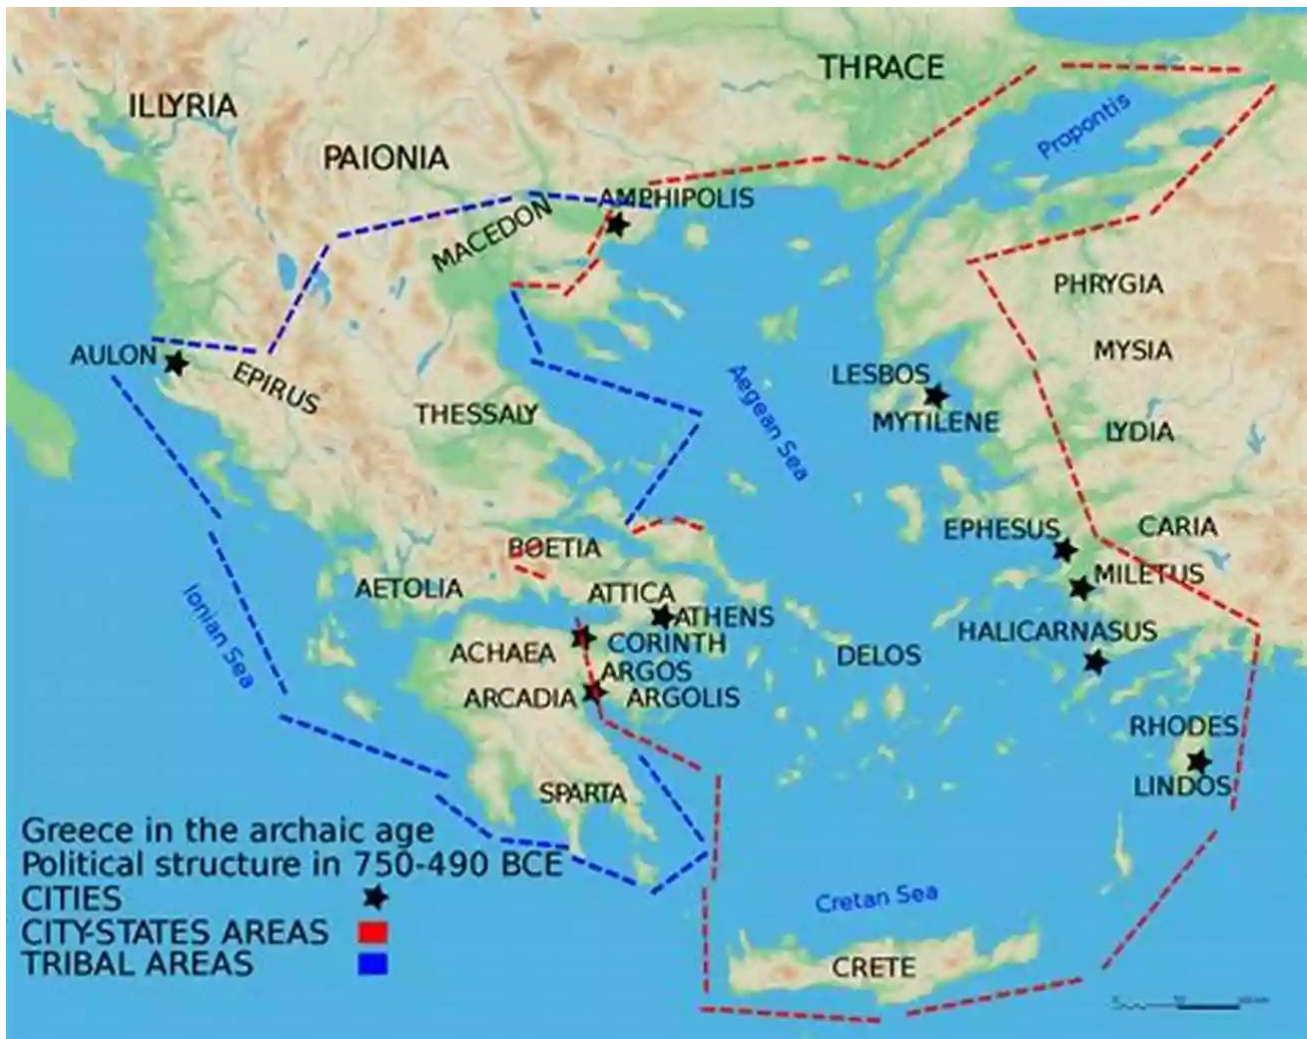 THRACE
ILLYRIA
Propontis
PAIONIA
AMPHIPOLIS
MACEDON
PHRYGIA
AULON
MYSIA
EPIRUS
LESBOS
THESSALY
Aegean Sea
MYTILENE
LYDIA
EPHESUS
CARIA
BOETIA
MILETUS
AETOLIA
ATTICA
ATHENS
Ionian Sea
HALICARNASUS
CORINTH
ACHAEA
DELOS
ARGOS
ARCADIA
ARGOLIS
RHODES
SPARTA
LINDOS
Greece in the archaic age
Political structure in 750-490 BCE
CITIES
CITY-STATES AREAS
TRIBAL AREAS
Cretan Sea
CRETE